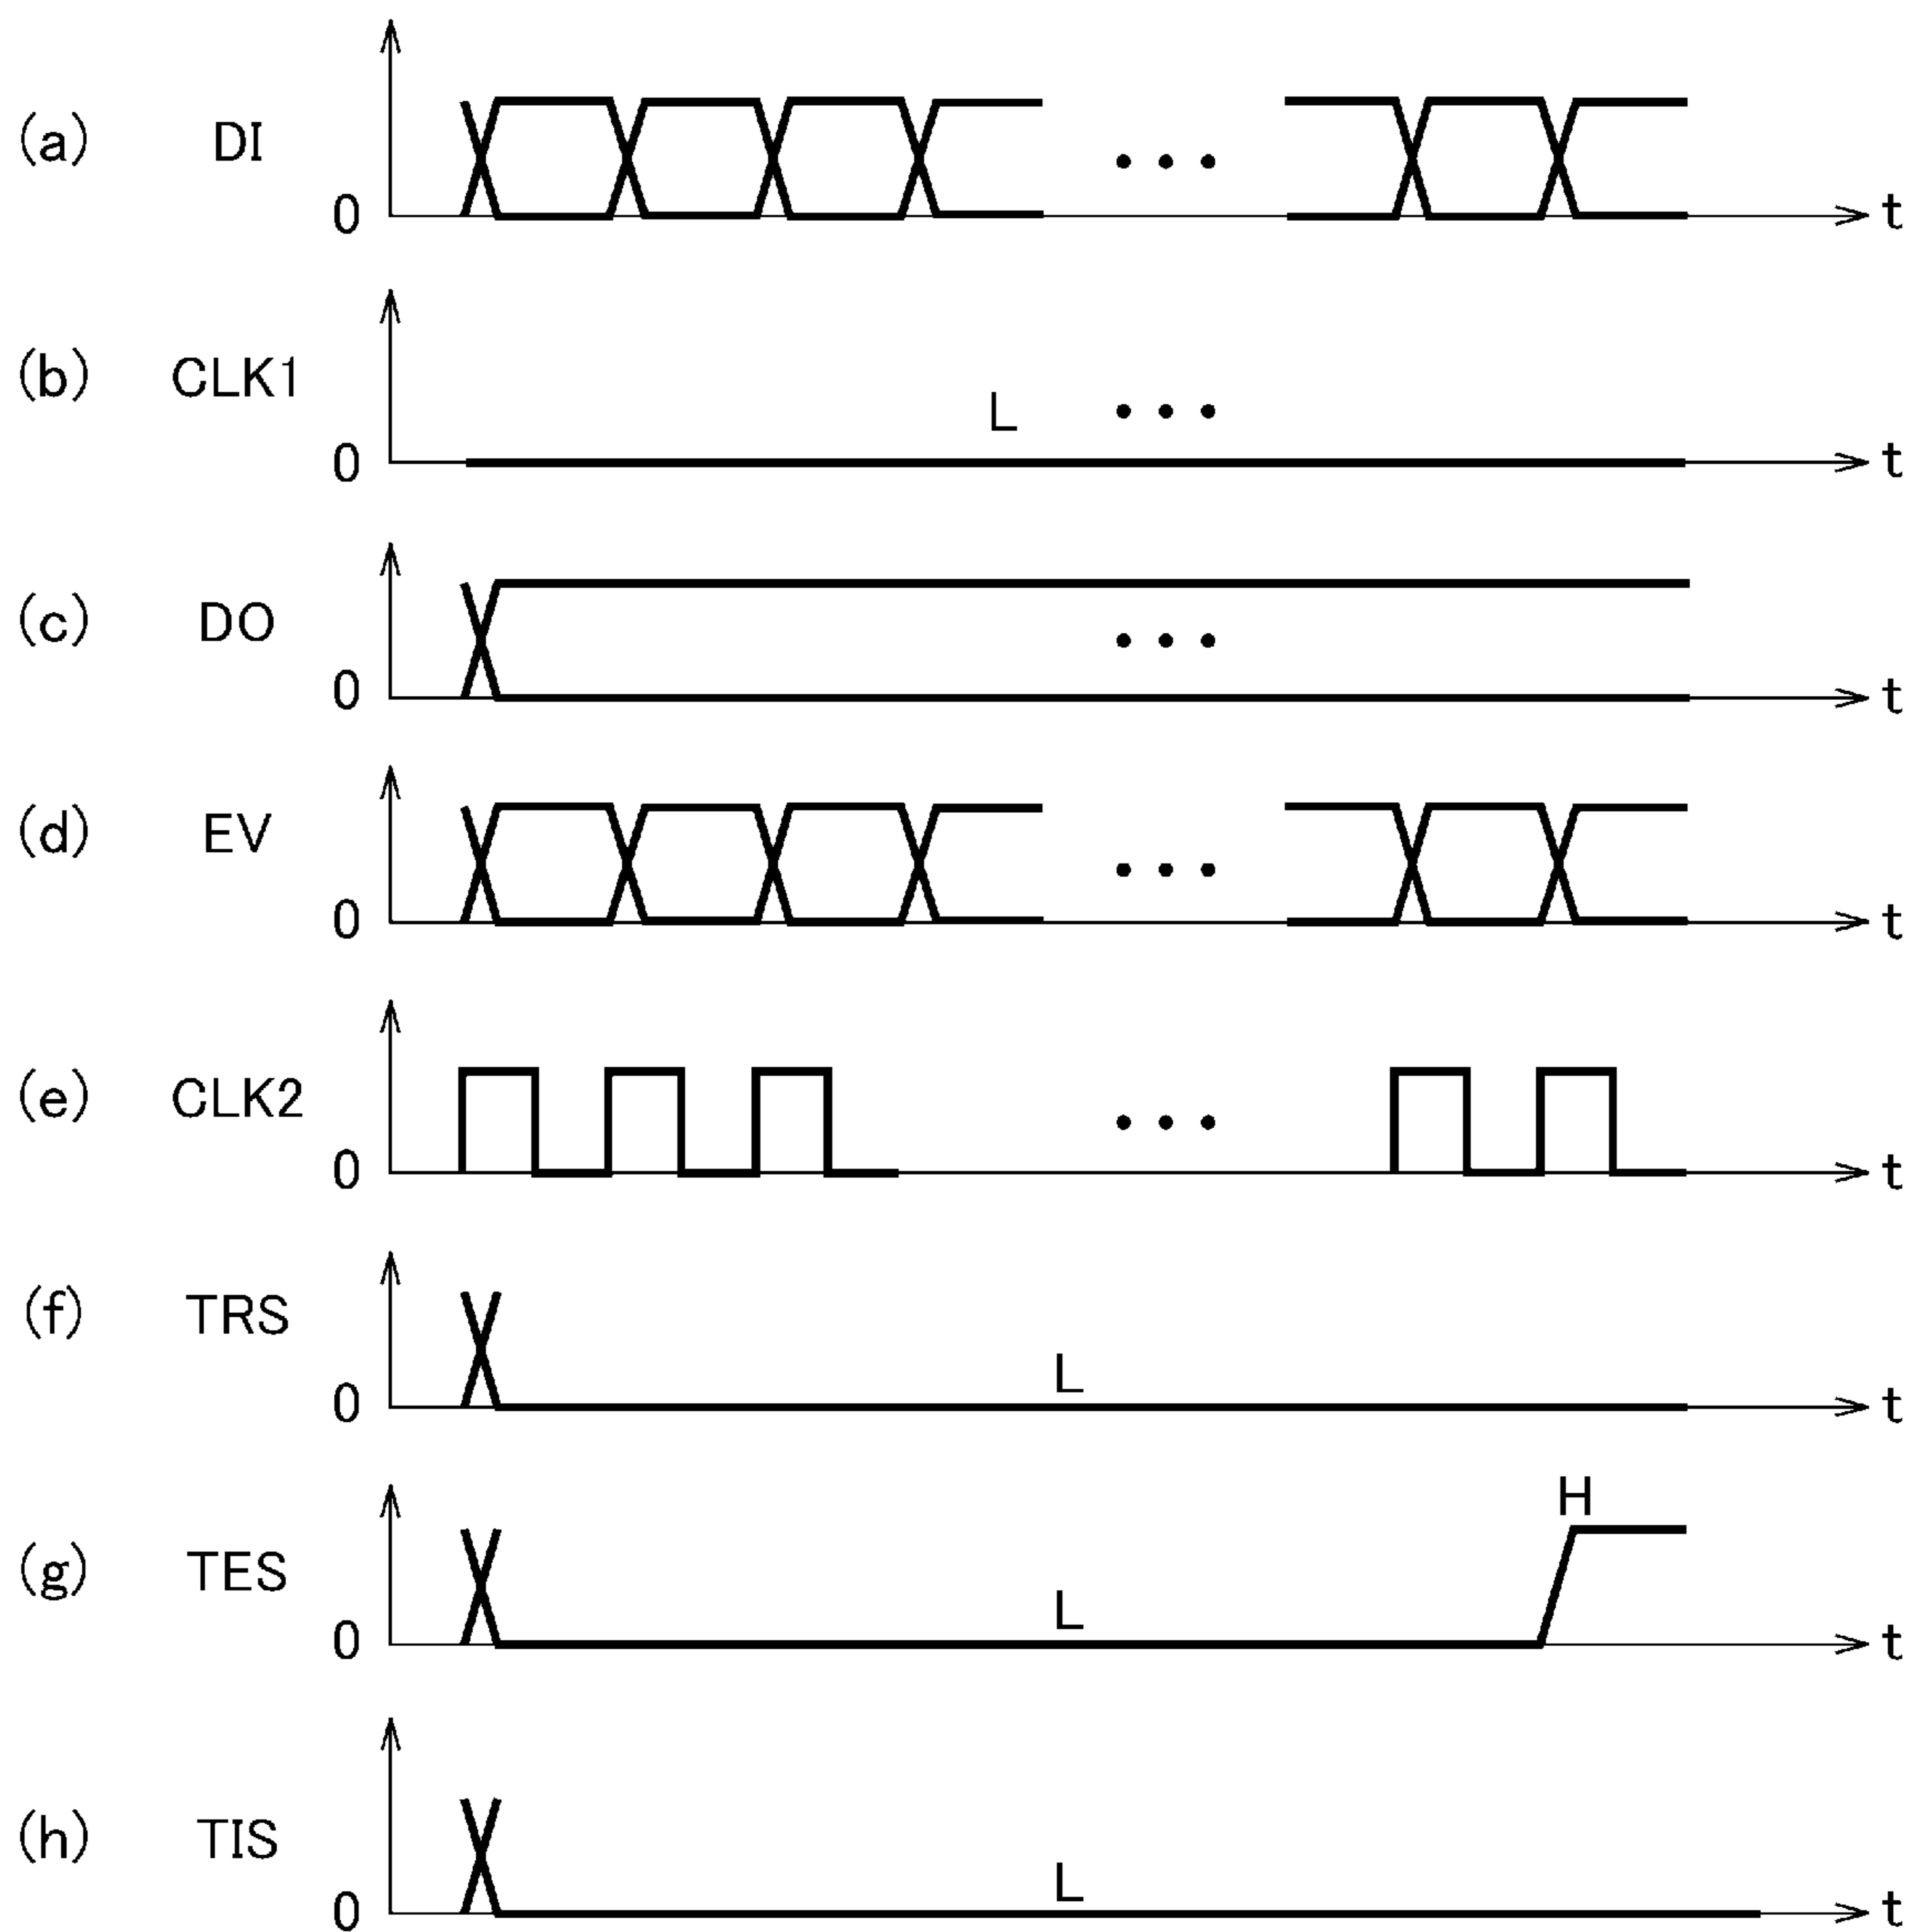 (a) DI 0 • • • t
(b) CLK1 0 L • • • t
(c) DO 0 • • • t
(d) EV 0 • • • t
(e) CLK2 0 • • • t
(f) TRS 0 L t
(g) TES 0 L H t
(h) TIS 0 L t